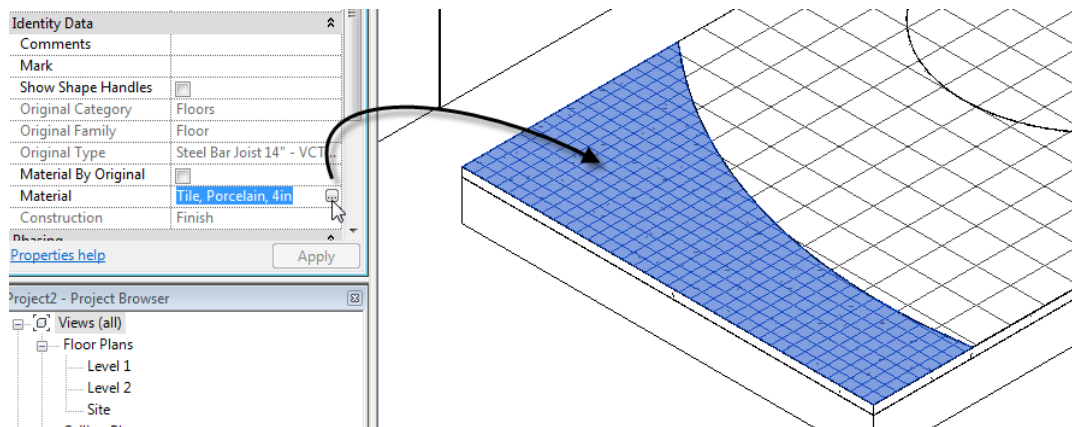 Identity Data
Comments
Mark
Show Shape Handles
Original Category Floors
Original Family Floor
Original Type Steel Bar Joist 14" - VCT...
Material By Original
Material Tile, Porcelain, 4in
Construction Finish
Phasing
Properties help Apply
Project2 - Project Browser
Views (all)
Floor Plans
Level 1
Level 2
Site